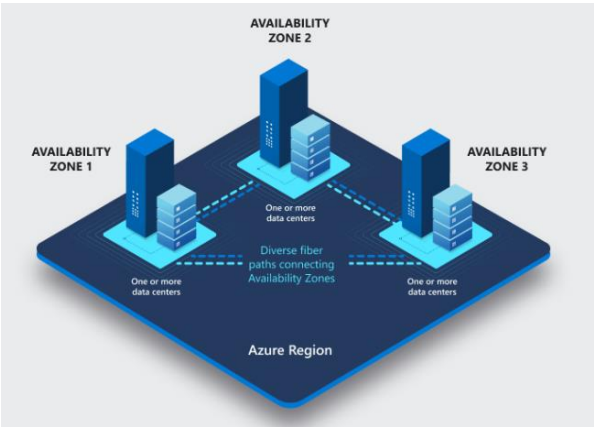 AVAILABILITY
ZONE 2
AVAILABILITY
ZONE 1
AVAILABILITY
ZONE 3
One or more
data centers
Diverse fiber
paths connecting
Availability Zones
One or more
data centers
One or more
data centers
Azure Region